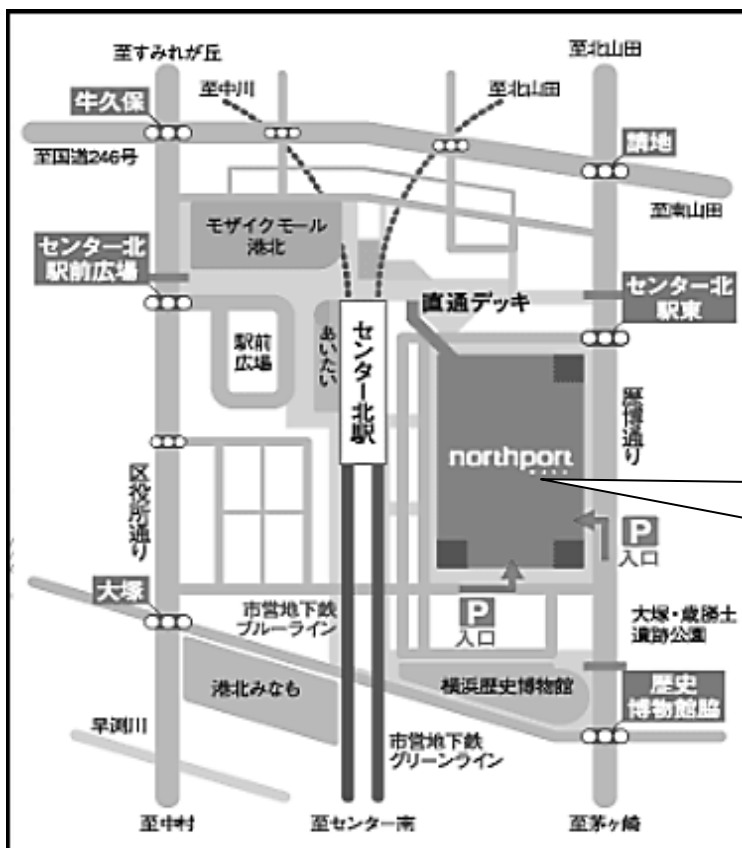 至すみれが丘
至北山田
至中川
至北山田
牛久保
至国道246号
請地
至南山田
モザイクモール
港北
センター北
駅前広場
直通デッキ
センター北
駅東
駅前
広場
あいたい
センター北駅
歴博通り
northport
区役所通り
P
入口
P
入口
大塚
市営地下鉄
ブルーライン
大塚・歳勝土
遺跡公園
港北みなも
横浜歴史博物館
歴史
博物館脇
早渕川
市営地下鉄
グリーンライン
至中村
至センター南
至茅ヶ崎